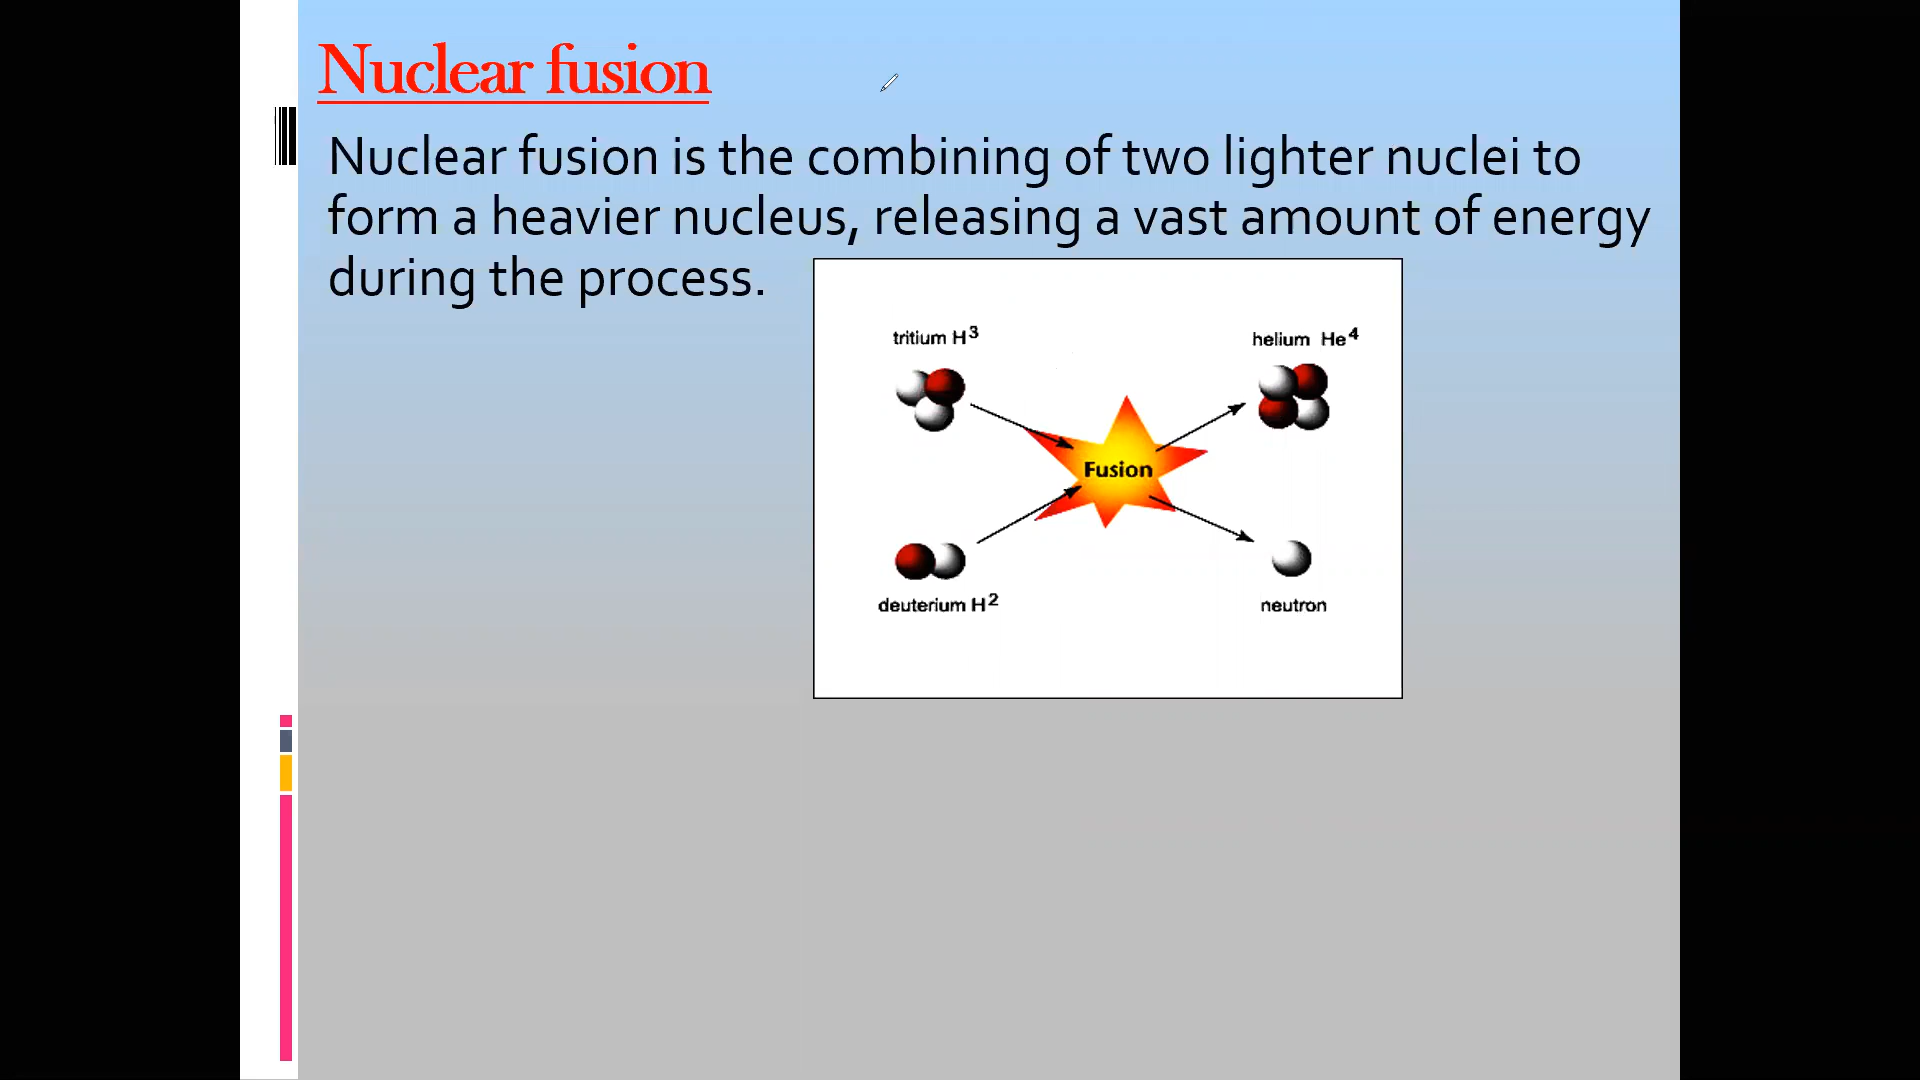 Nuclear fusion
Nuclear fusion is the combining of two lighter nuclei to
form a heavier nucleus, releasing a vast amount of energy
during the process.
tritium H³
helium He⁴
Fusion
deuterium H²
neutron